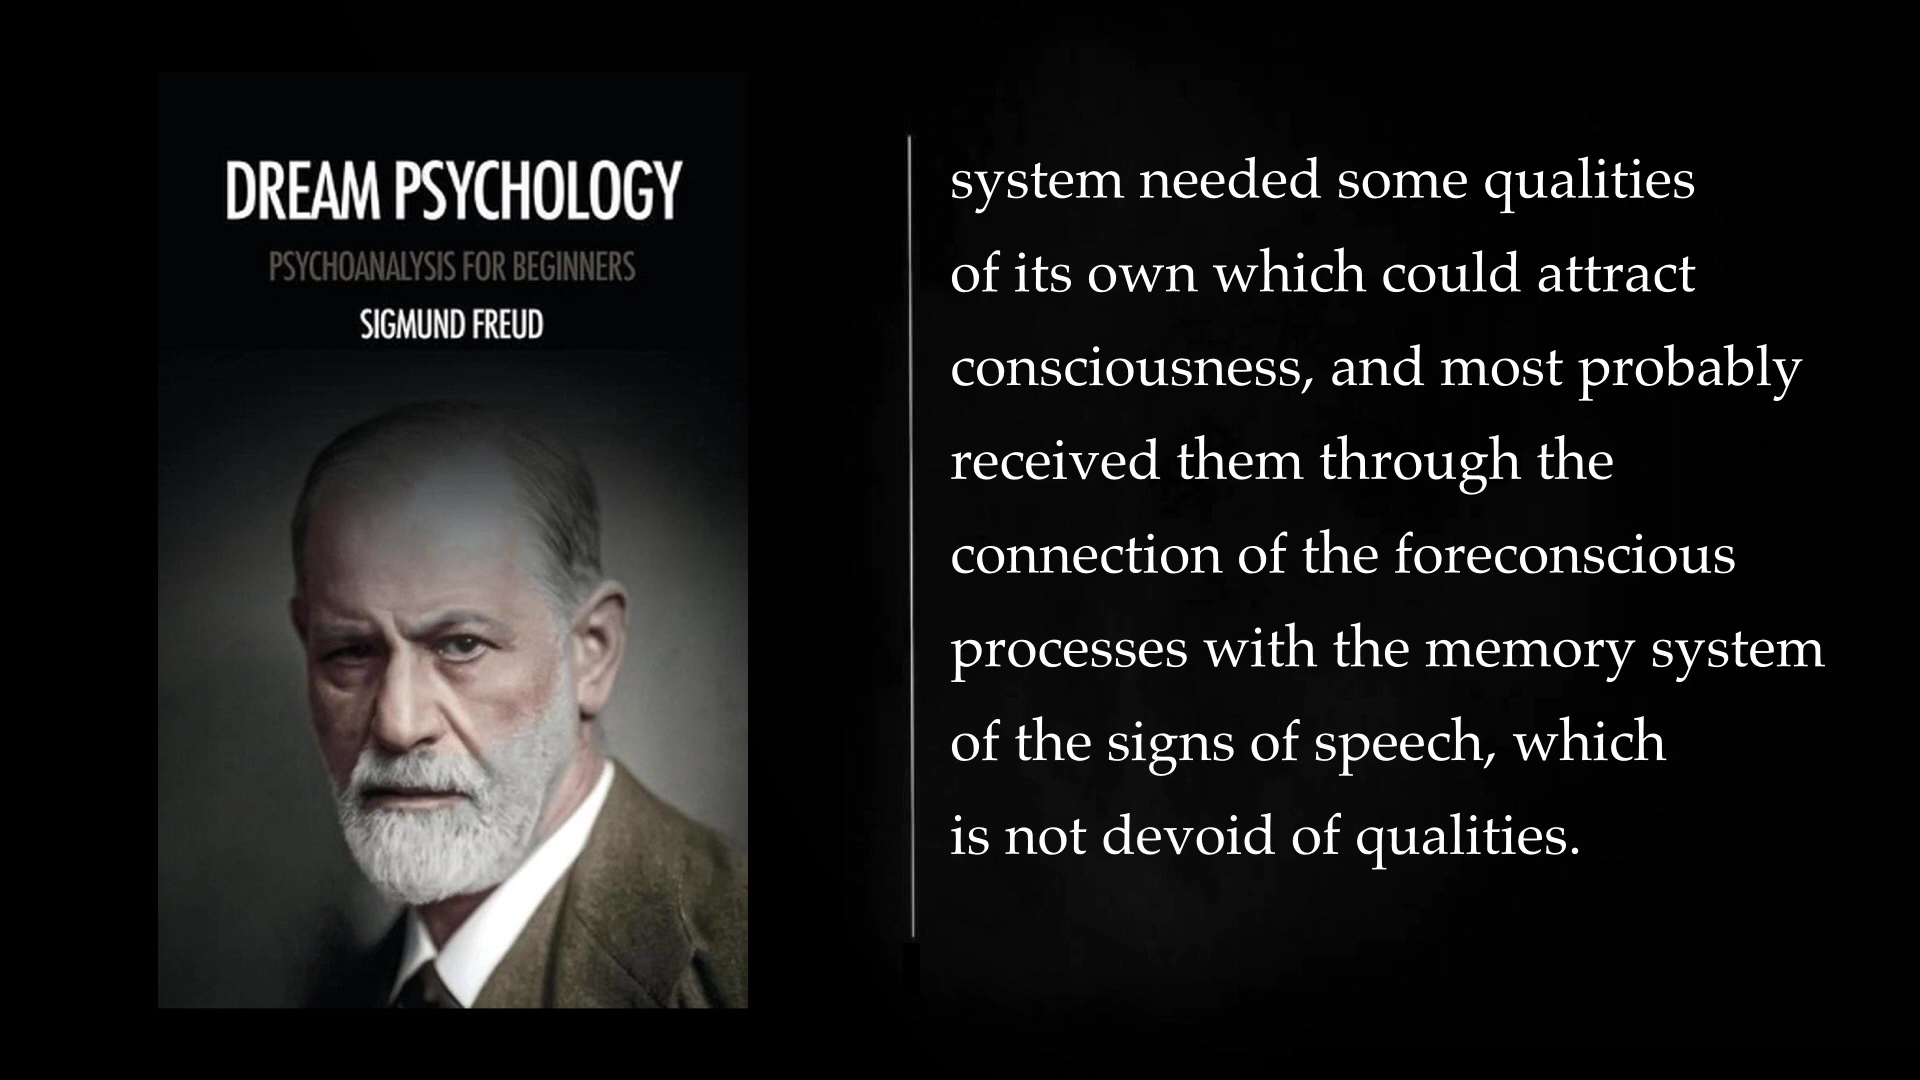 DREAM PSYCHOLOGY
PSYCHOANALYSIS FOR BEGINNERS
SIGMUND FREUD
system needed some qualities
of its own which could attract
consciousness, and most probably
received them through the
connection of the foreconscious
processes with the memory system
of the signs of speech, which
is not devoid of qualities.